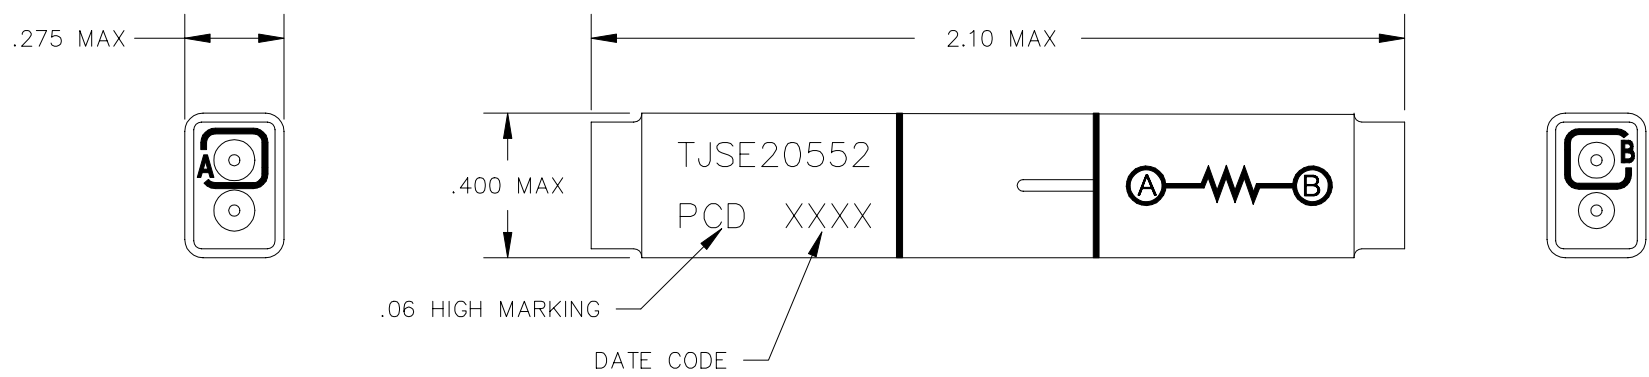 .275 MAX
2.10 MAX
A
TJSE20552
B
.400 MAX
A B
PCD XXXX
.06 HIGH MARKING
DATE CODE